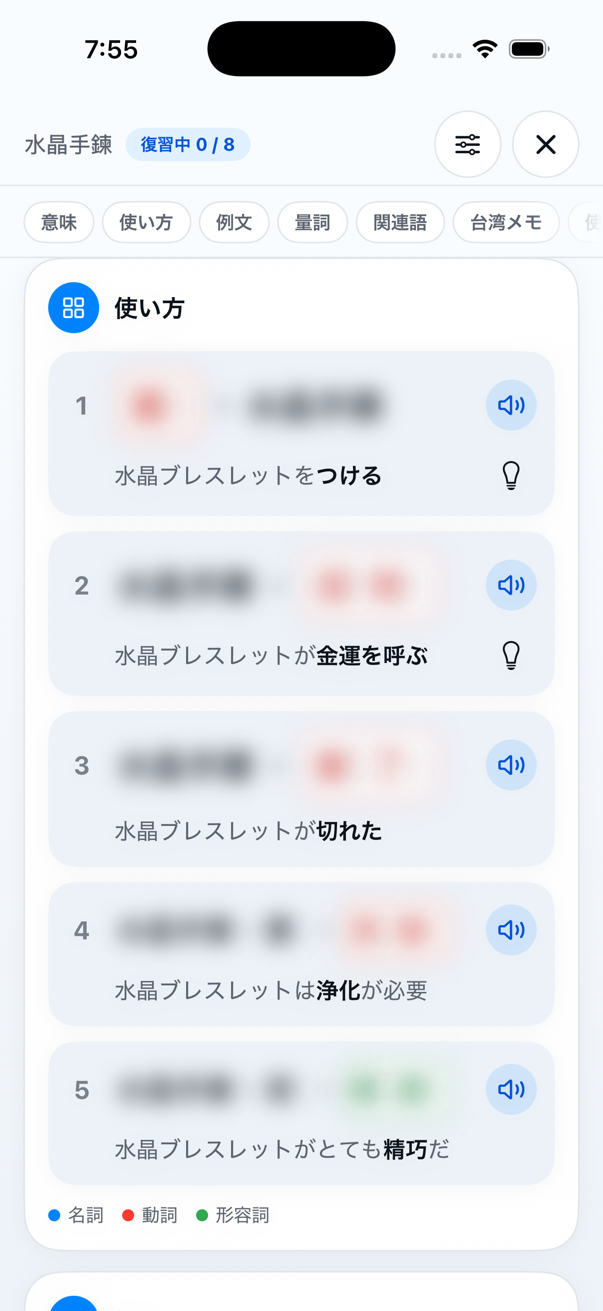 7:55
水晶手鍊 復習中 0 / 8
意味 使い方 例文 量詞 関連語 台湾メモ
使い方
1
水晶ブレスレットをつける
2
水晶ブレスレットが金運を呼ぶ
3
水晶ブレスレットが切れた
4
水晶ブレスレットは浄化が必要
5
水晶ブレスレットがとても精巧だ
名詞 動詞 形容詞